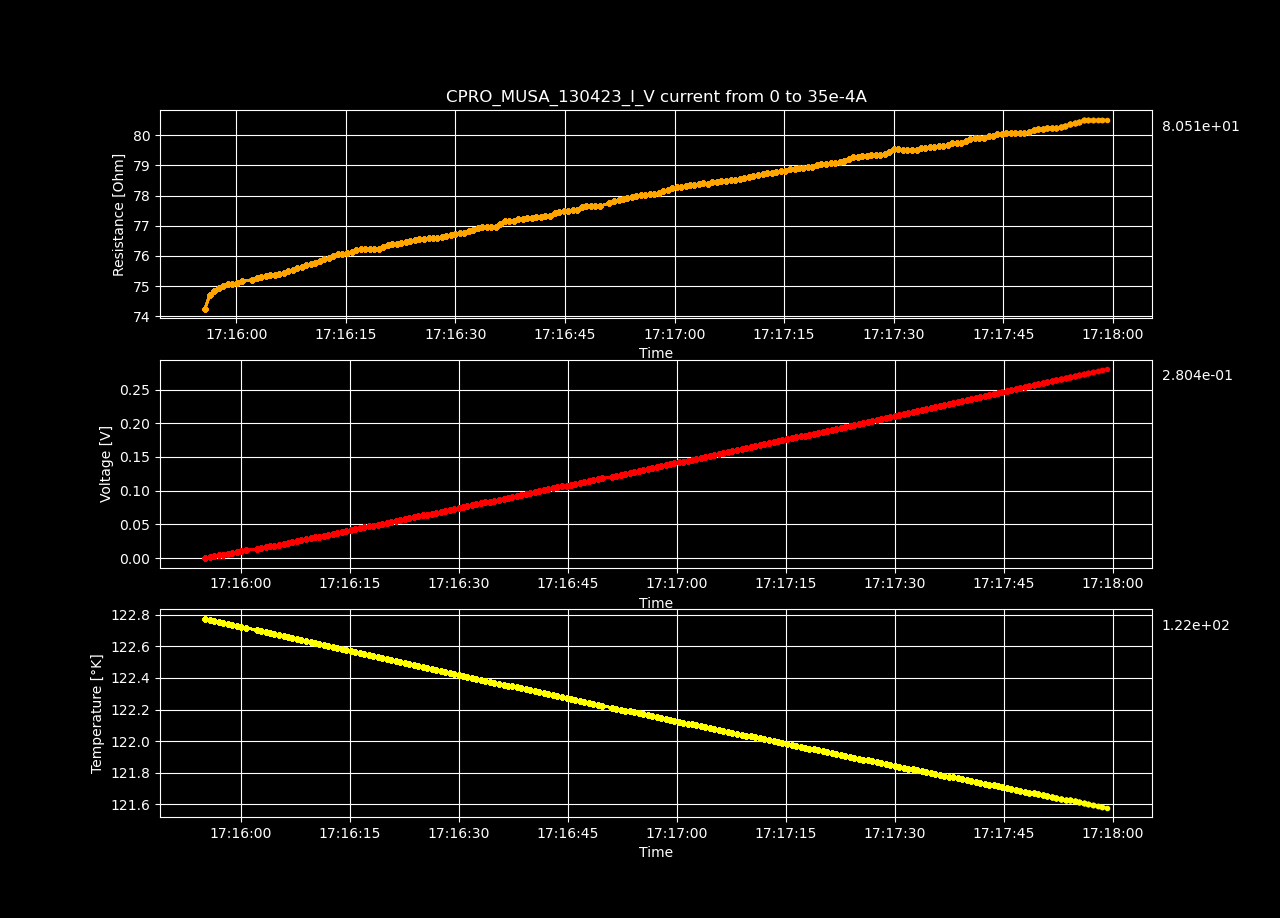 CPRO_MUSA_130423_I_V current from 0 to 35e-4A
8.051e+01
Resistance [Ohm]
80
79
78
77
76
75
74
17:16:00 17:16:15 17:16:30 17:16:45 17:17:00 17:17:15 17:17:30 17:17:45 17:18:00
Time
2.804e-01
Voltage [V]
0.25
0.20
0.15
0.10
0.05
0.00
17:16:00 17:16:15 17:16:30 17:16:45 17:17:00 17:17:15 17:17:30 17:17:45 17:18:00
Time
1.22e+02
Temperature [°K]
122.8
122.6
122.4
122.2
122.0
121.8
121.6
17:16:00 17:16:15 17:16:30 17:16:45 17:17:00 17:17:15 17:17:30 17:17:45 17:18:00
Time